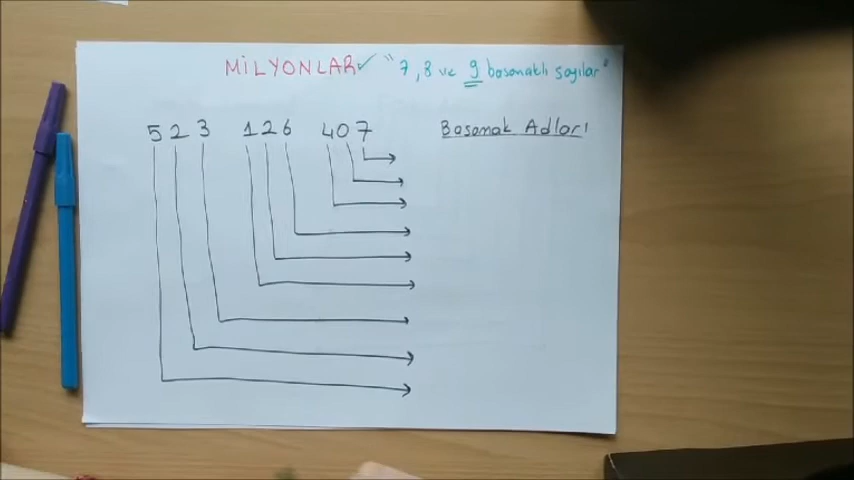 MİLYONLAR ✓ "7, 8 ve 9 basamaklı sayılar"
523 126 407 Basamak Adları